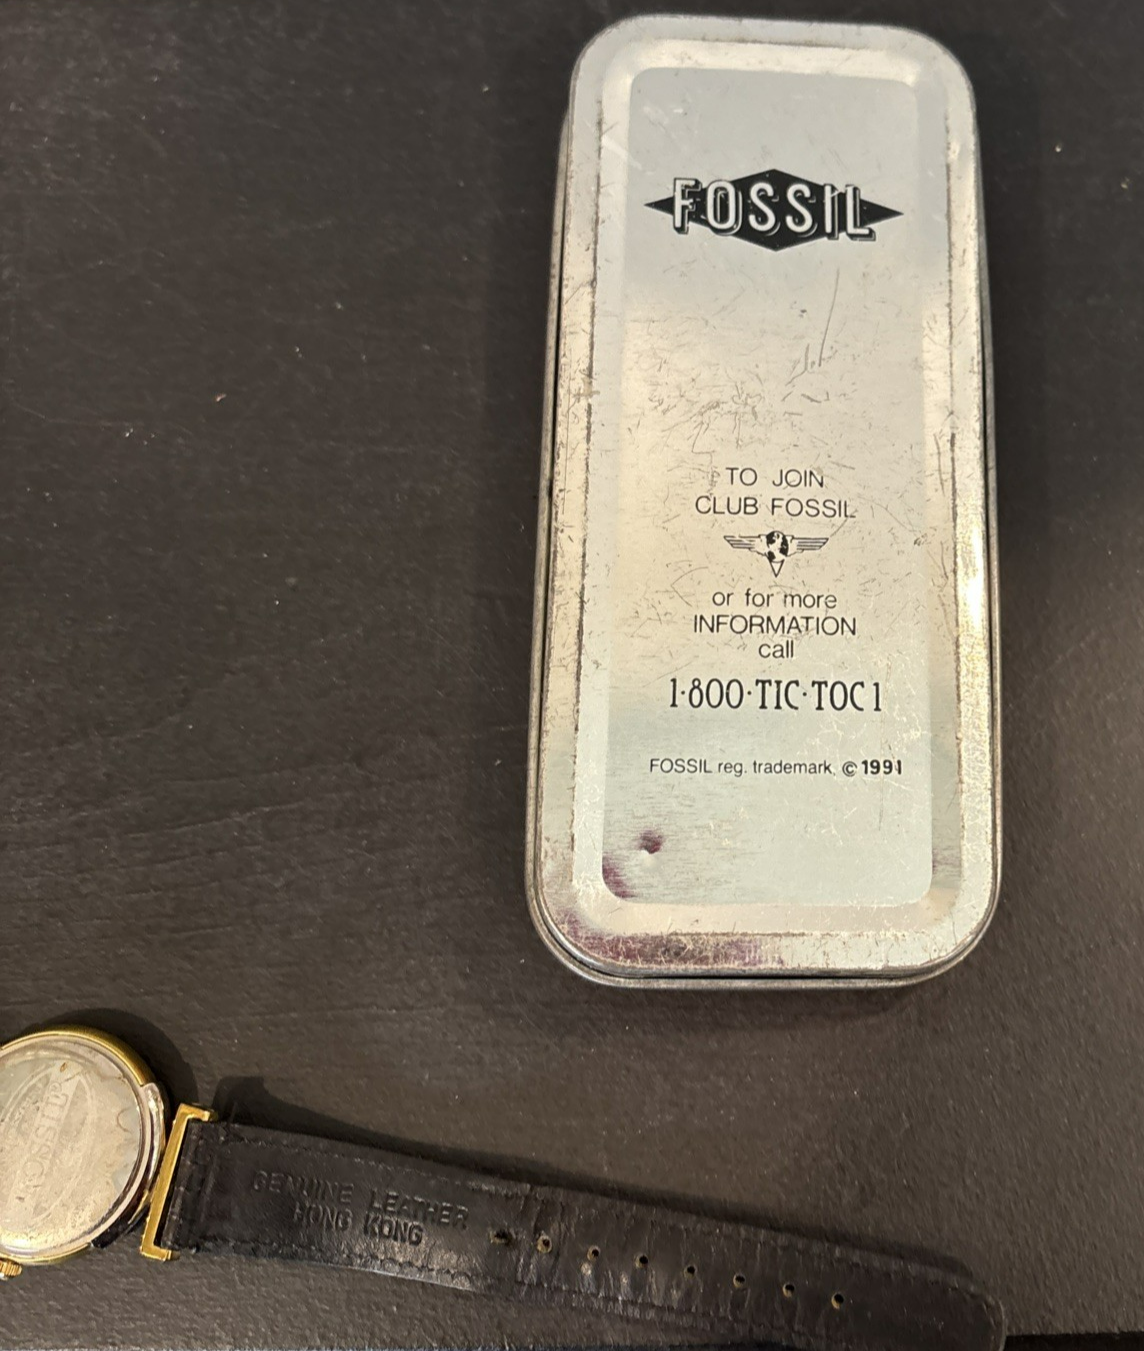 FOSSIL
TO JOIN
CLUB FOSSIL
or for more
INFORMATION
call
1·800·TIC·TOC 1
FOSSIL reg. trademark, © 1991
GENUINE LEATHER
HONG KONG